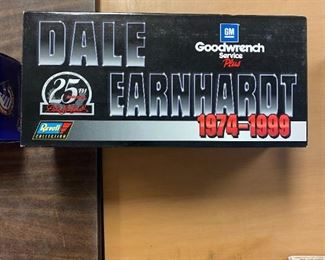 DALE
GM
Goodwrench
Service
Plus
25th
EARNHARDT
1974-1999
Revell
COLLECTION